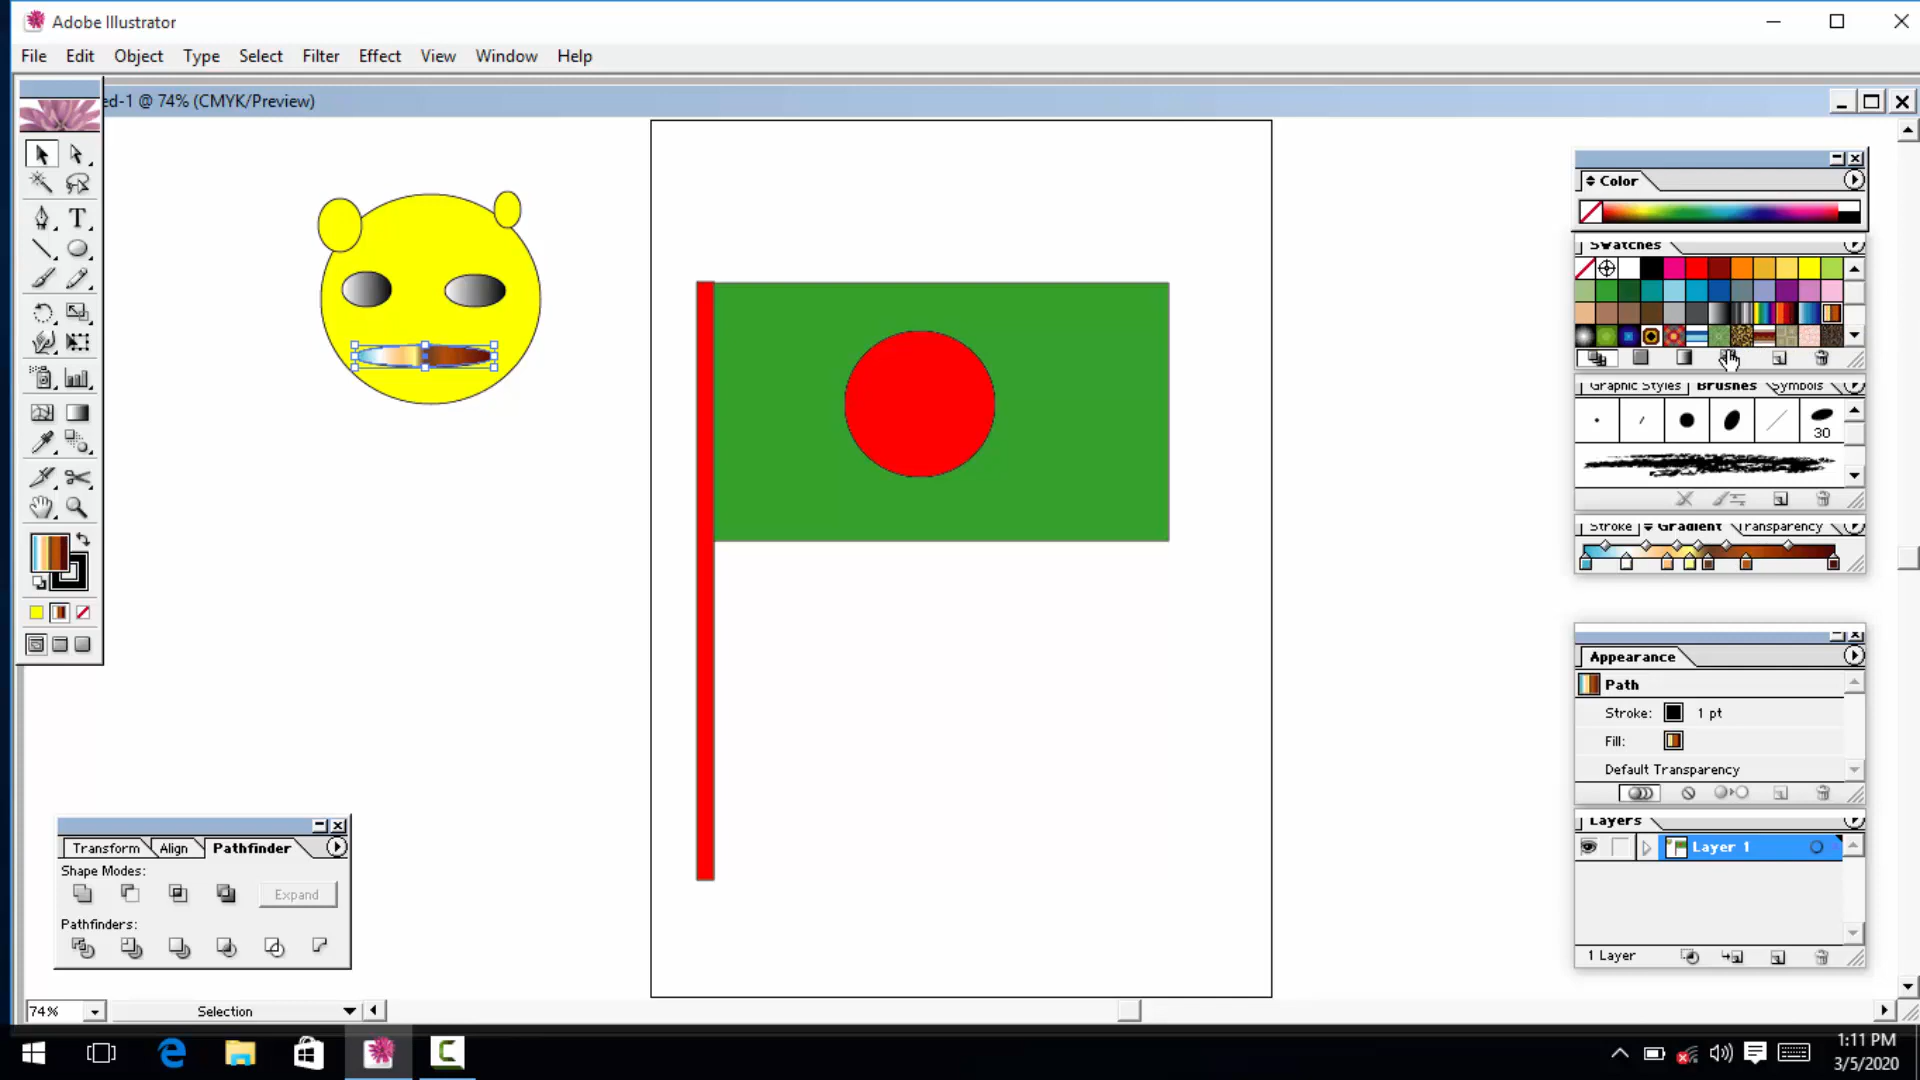 Adobe Illustrator
File Edit Object Type Select Filter Effect View Window Help
ed-1 @ 74% (CMYK/Preview)
Color
Swatches
Graphic Styles Brushes Symbols
30
Stroke Gradient Transparency
Appearance
Path
Stroke: 1 pt
Fill:
Default Transparency
Layers
Layer 1
1 Layer
Transform Align Pathfinder
Shape Modes:
Expand
Pathfinders:
74% Selection
1:11 PM
3/5/2020